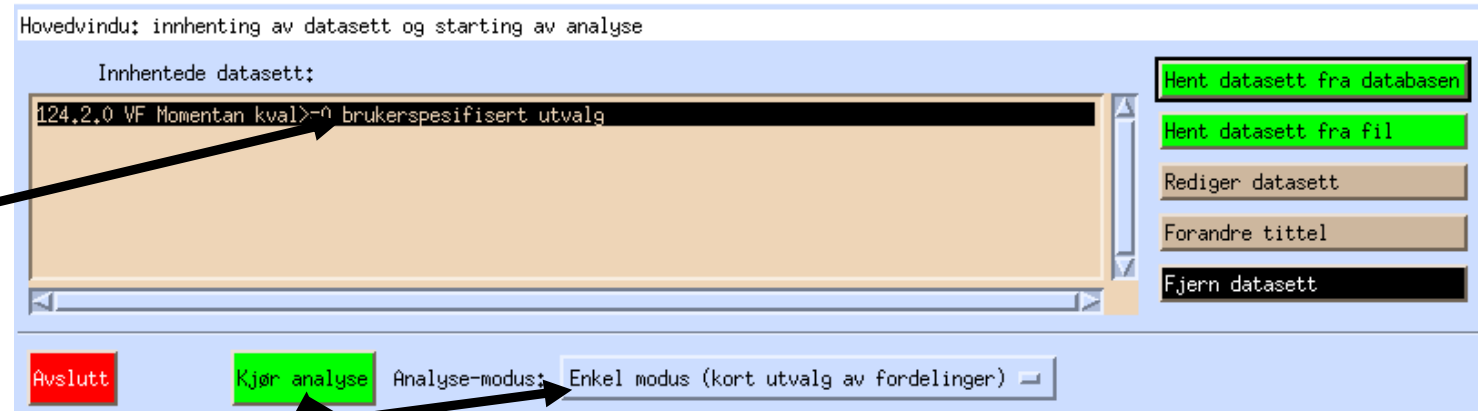 Hovedvindu: innhenting av datasett og starting av analyse
Innhentede datasett:
124.2.0 VF Momentan kval>=0 brukerspesifisert utvalg
Hent datasett fra databasen
Hent datasett fra fil
Rediger datasett
Forandre tittel
Fjern datasett
Avslutt
Kjør analyse
Analyse-modus:
Enkel modus (kort utvalg av fordelinger)